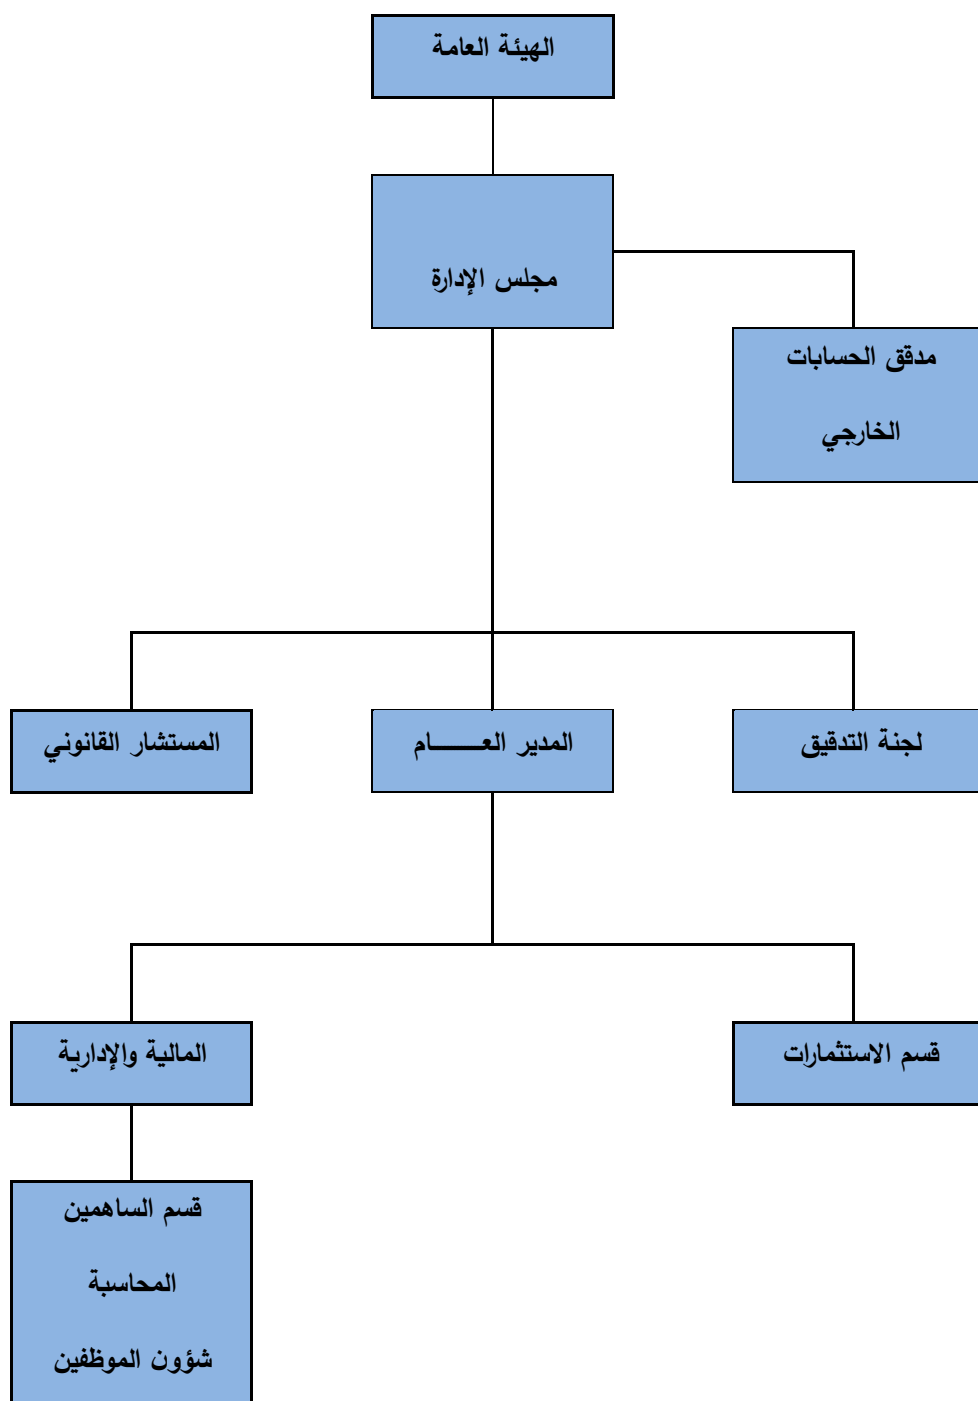 الهيئة العامة
مجلس الإدارة
مدقق الحسابات
الخارجي
لجنة التدقيق
المدير العـــــــام
المستشار القانوني
قسم الاستثمارات
المالية والإدارية
قسم الساهمين
المحاسبة
شؤون الموظفين